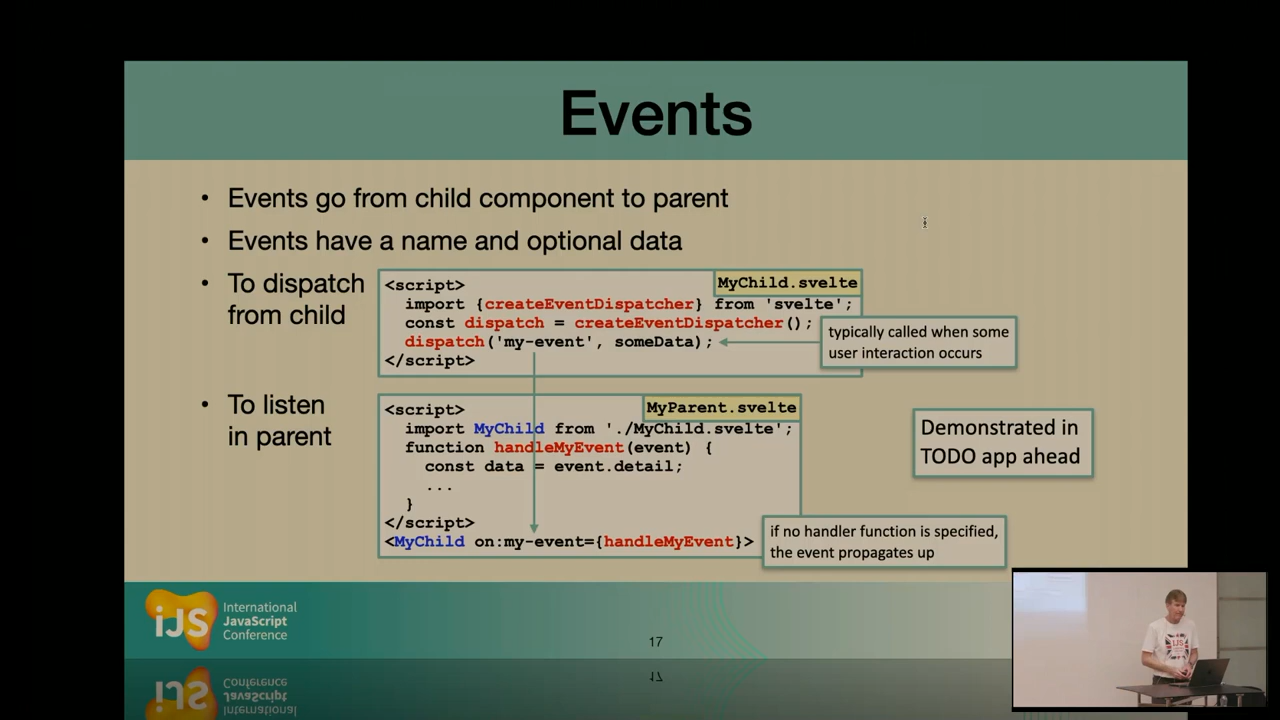 Events
• Events go from child component to parent
• Events have a name and optional data
• To dispatch
from child
MyChild.svelte
<script>
import {createEventDispatcher} from 'svelte';
const dispatch = createEventDispatcher();
dispatch('my-event', someData);
</script>
typically called when some
user interaction occurs
• To listen
in parent
MyParent.svelte
<script>
import MyChild from './MyChild.svelte';
function handleMyEvent(event) {
const data = event.detail;
...
}
</script>
<MyChild on:my-event={handleMyEvent}>
Demonstrated in
TODO app ahead
if no handler function is specified,
the event propagates up
iJS
International
JavaScript
Conference
17